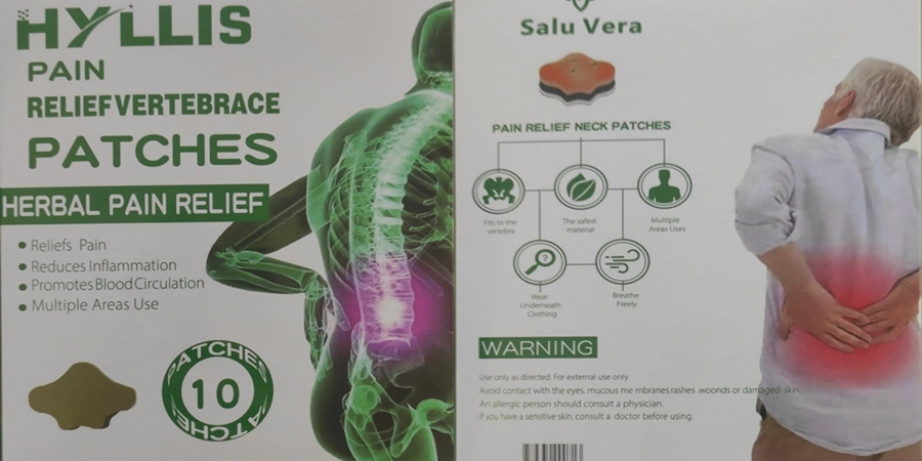 HYLLIS
PAIN
RELIEF VERTEBRACE
PATCHES
HERBAL PAIN RELIEF
Reliefs Pain
Reduces Inflammation
Promotes Blood Circulation
Multiple Areas Use
PATCHES
10
PATCHES
Salu Vera
PAIN RELIEF NECK PATCHES
Fits to the
vertebra
The safest
material
Multiple
Areas Uses
Wear
Underneath
Clothing
Breathe
Freely
WARNING
Use only as directed. For external use only.
Avoid contact with the eyes, mucous me mbranes,rashes ,woonds or damaged skin.
An allergic person should consuit a physician.
If you have a sensitive skin, consult a doctor before using.